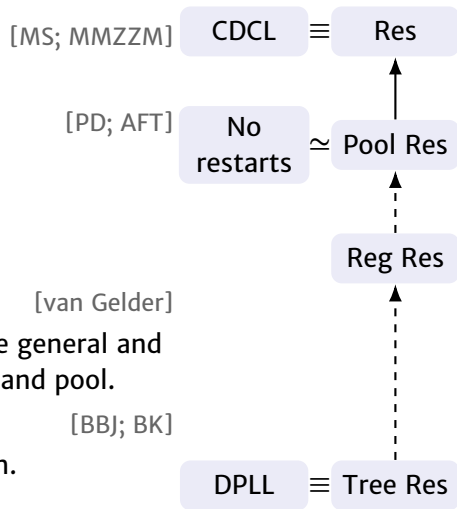 [MS; MMZZM] CDCL ≡ Res
[PD; AFT] No restarts ≃ Pool Res
Reg Res
[van Gelder]
e general and
and pool.
[BBJ; BK]
n.
DPLL ≡ Tree Res